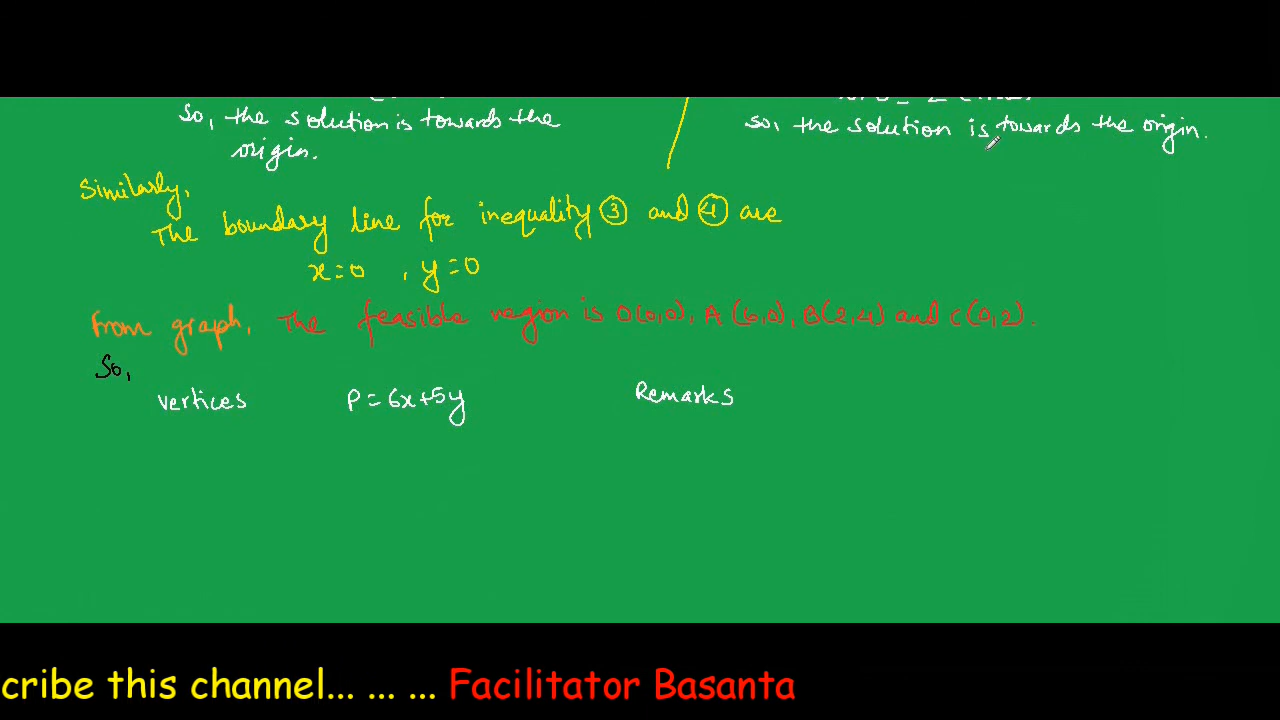 So, the solution is towards the
origin.
so, the solution is towards the origin.
Similarly,
The boundary line for inequality ③ and ④ are
x=0 , y=0
From graph, The feasible region is O(0,0), A(6,0), B(2,4) and C(0,2).
So,
vertices P=6x+5y Remarks
cribe this channel... ... ... Facilitator Basanta